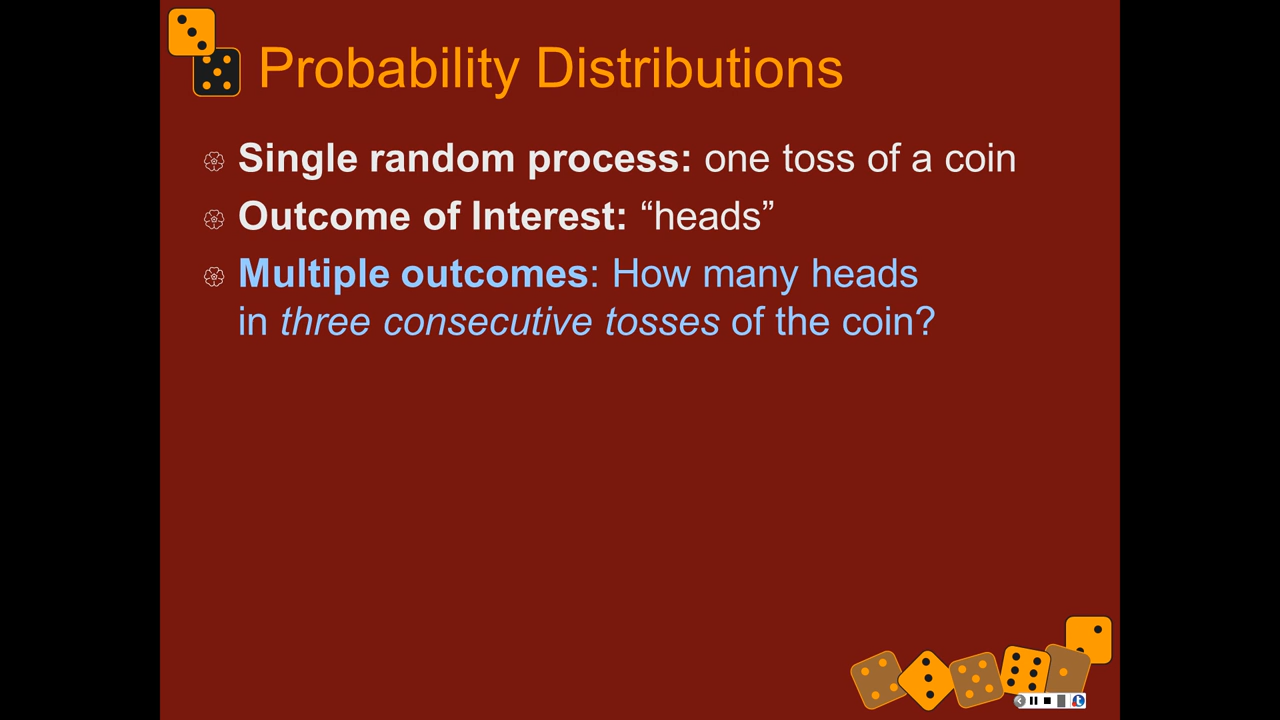 Probability Distributions
Single random process: one toss of a coin
Outcome of Interest: “heads”
Multiple outcomes: How many heads
in three consecutive tosses of the coin?